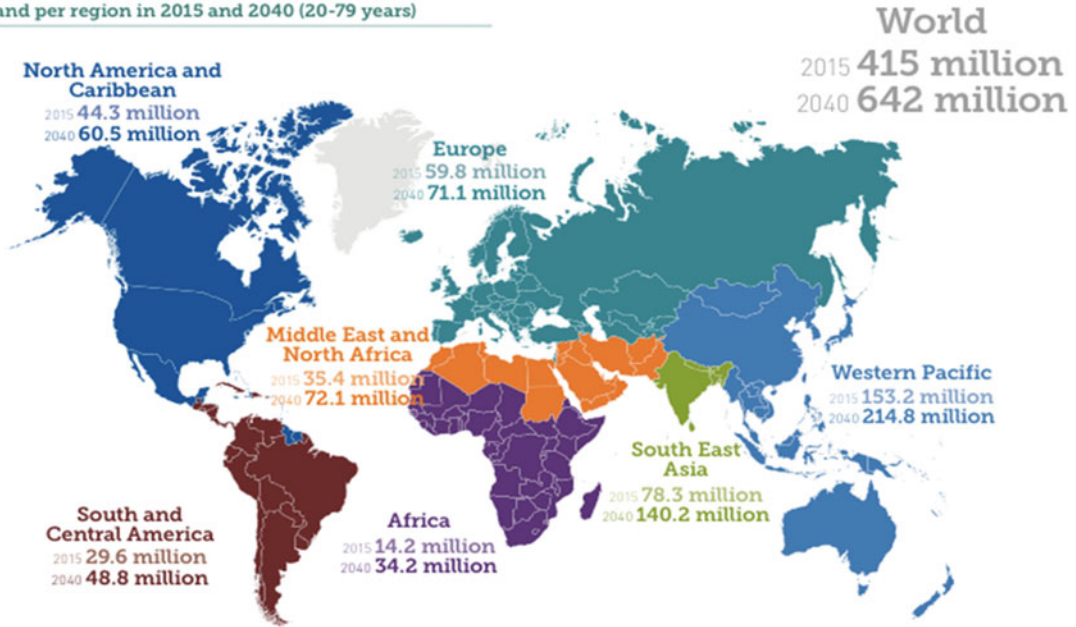 and per region in 2015 and 2040 (20-79 years)
World
2015 415 million
2040 642 million
North America and
Caribbean
2015 44.3 million
2040 60.5 million
Europe
2015 59.8 million
2040 71.1 million
Middle East and
North Africa
2015 35.4 million
2040 72.1 million
Western Pacific
2015 153.2 million
2040 214.8 million
South East
Asia
2015 78.3 million
2040 140.2 million
South and
Central America
2015 29.6 million
2040 48.8 million
Africa
2015 14.2 million
2040 34.2 million